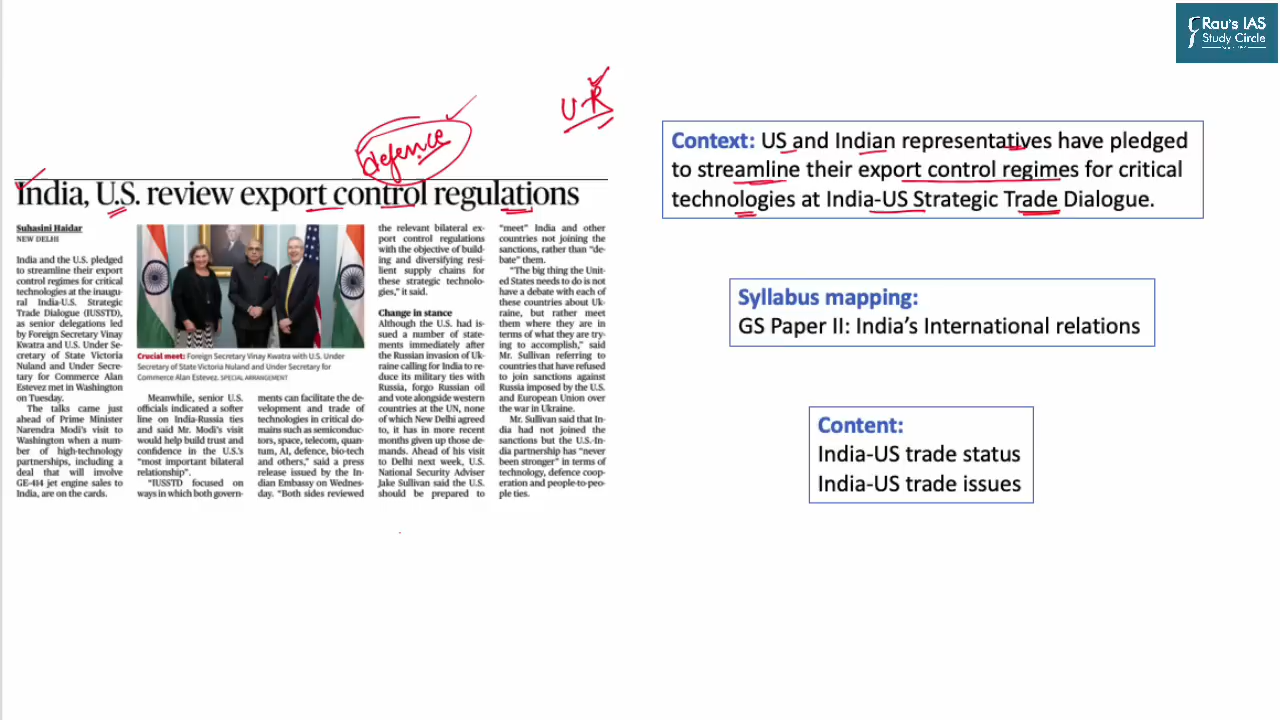 Rau's IAS
Study Circle
defence
UK
India, U.S. review export control regulations
Suhasini Haidar
NEW DELHI
India and the U.S. pledged
to streamline their export
control regimes for critical
technologies at the inaugu-
ral India-U.S. Strategic
Trade Dialogue (IUSSTD),
as senior delegations led
by Foreign Secretary Vinay
Kwatra and U.S. Under Se-
cretary of State Victoria
Nuland and Under Secre-
tary for Commerce Alan
Estevez met in Washington
on Tuesday.
The talks came just
ahead of Prime Minister
Narendra Modi's visit to
Washington when a num-
ber of high-technology
partnerships, including a
deal that will involve
GE-414 jet engine sales to
India, are on the cards.
Crucial meet: Foreign Secretary Vinay Kwatra with U.S. Under
Secretary of State Victoria Nuland and Under Secretary for
Commerce Alan Estevez. SPECIAL ARRANGEMENT
Meanwhile, senior U.S.
officials indicated a softer
line on India-Russia ties
and said Mr. Modi's visit
would help build trust and
confidence in the U.S.'s
"most important bilateral
relationship".
"IUSSTD focused on
ways in which both govern-
ments can facilitate the de-
velopment and trade of
technologies in critical do-
mains such as semiconduc-
tors, space, telecom, quan-
tum, AI, defence, bio-tech
and others," said a press
release issued by the In-
dian Embassy on Wednes-
day. "Both sides reviewed
the relevant bilateral ex-
port control regulations
with the objective of build-
ing and diversifying resi-
lient supply chains for
these strategic technolo-
gies," it said.
Change in stance
Although the U.S. had is-
sued a number of state-
ments immediately after
the Russian invasion of Uk-
raine calling for India to re-
duce its military ties with
Russia, forgo Russian oil
and vote alongside western
countries at the UN, none
of which New Delhi agreed
to, it has in more recent
months given up those de-
mands. Ahead of his visit
to Delhi next week, U.S.
National Security Adviser
Jake Sullivan said the U.S.
should be prepared to
"meet" India and other
countries not joining the
sanctions, rather than "de-
bate" them.
"The big thing the Unit-
ed States needs to do is not
have a debate with each of
these countries about Uk-
raine, but rather meet
them where they are in
terms of what they are try-
ing to accomplish," said
Mr. Sullivan referring to
countries that have refused
to join sanctions against
Russia imposed by the U.S.
and European Union over
the war in Ukraine.
Mr. Sullivan said that In-
dia had not joined the
sanctions but the U.S.-In-
dia partnership has "never
been stronger" in terms of
technology, defence coop-
eration and people-to-peo-
ple ties.
Context: US and Indian representatives have pledged
to streamline their export control regimes for critical
technologies at India-US Strategic Trade Dialogue.
Syllabus mapping:
GS Paper II: India's International relations
Content:
India-US trade status
India-US trade issues